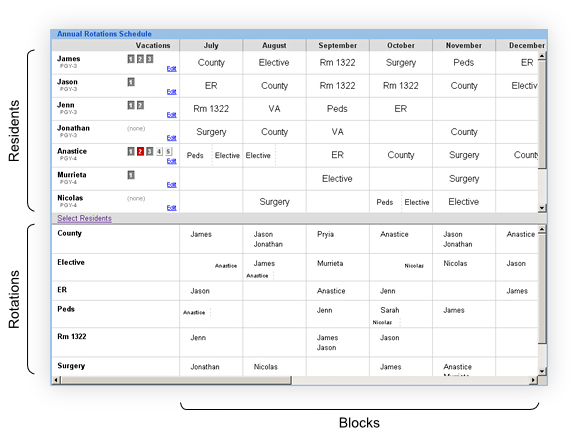 Annual Rotations Schedule
Vacations July August September October November December
James 1 2 3 County Elective Rm 1322 Surgery Peds ER
PGY-3 Edit
Jason 1 ER County Rm 1322 Rm 1322 County Electiv
PGY-3 Edit
Jenn 1 2 Rm 1322 VA Peds ER
PGY-3 Edit
Jonathan (none) Surgery County VA County
PGY-3 Edit
Anastice 1 2 3 4 5 Peds Elective Elective ER County Surgery County
PGY-4 Edit
Murrieta 1 Elective Surgery
PGY-4 Edit
Nicolas (none) Surgery Peds Elective Elective
PGY-4 Edit
Select Residents
County James Jason Pryia Anastice Jason Anastice
Jonathan Jonathan
Elective Anastice James Murrieta Nicolas Nicolas Jason
Anastice
ER Jason Anastice Jenn James
Peds Anastice Jenn Sarah James
Nicolas
Rm 1322 Jenn James Jason
Jason
Surgery Jonathan Nicolas James Anastice
Murrieta
Residents
Rotations
Blocks